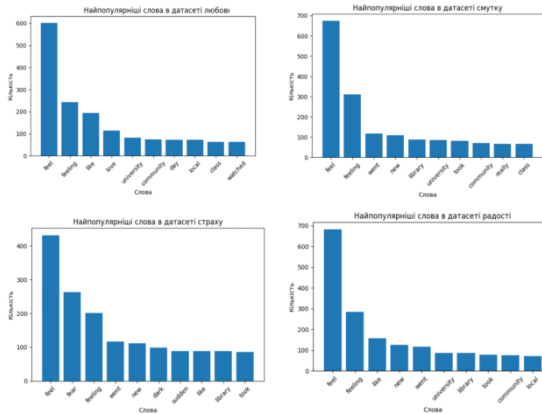 Найпопулярніші слова в датасеті любові
Кількість
600
500
400
300
200
100
0
feel feeling like love university community day local class watched
Слова
Найпопулярніші слова в датасеті смутку
Кількість
700
600
500
400
300
200
100
0
feel feeling went new library university took community really class
Слова
Найпопулярніші слова в датасеті страху
Кількість
400
300
200
100
0
feel fear feeling went new dark sudden like library took
Слова
Найпопулярніші слова в датасеті радості
Кількість
700
600
500
400
300
200
100
0
feel feeling like new went university library took community local
Слова